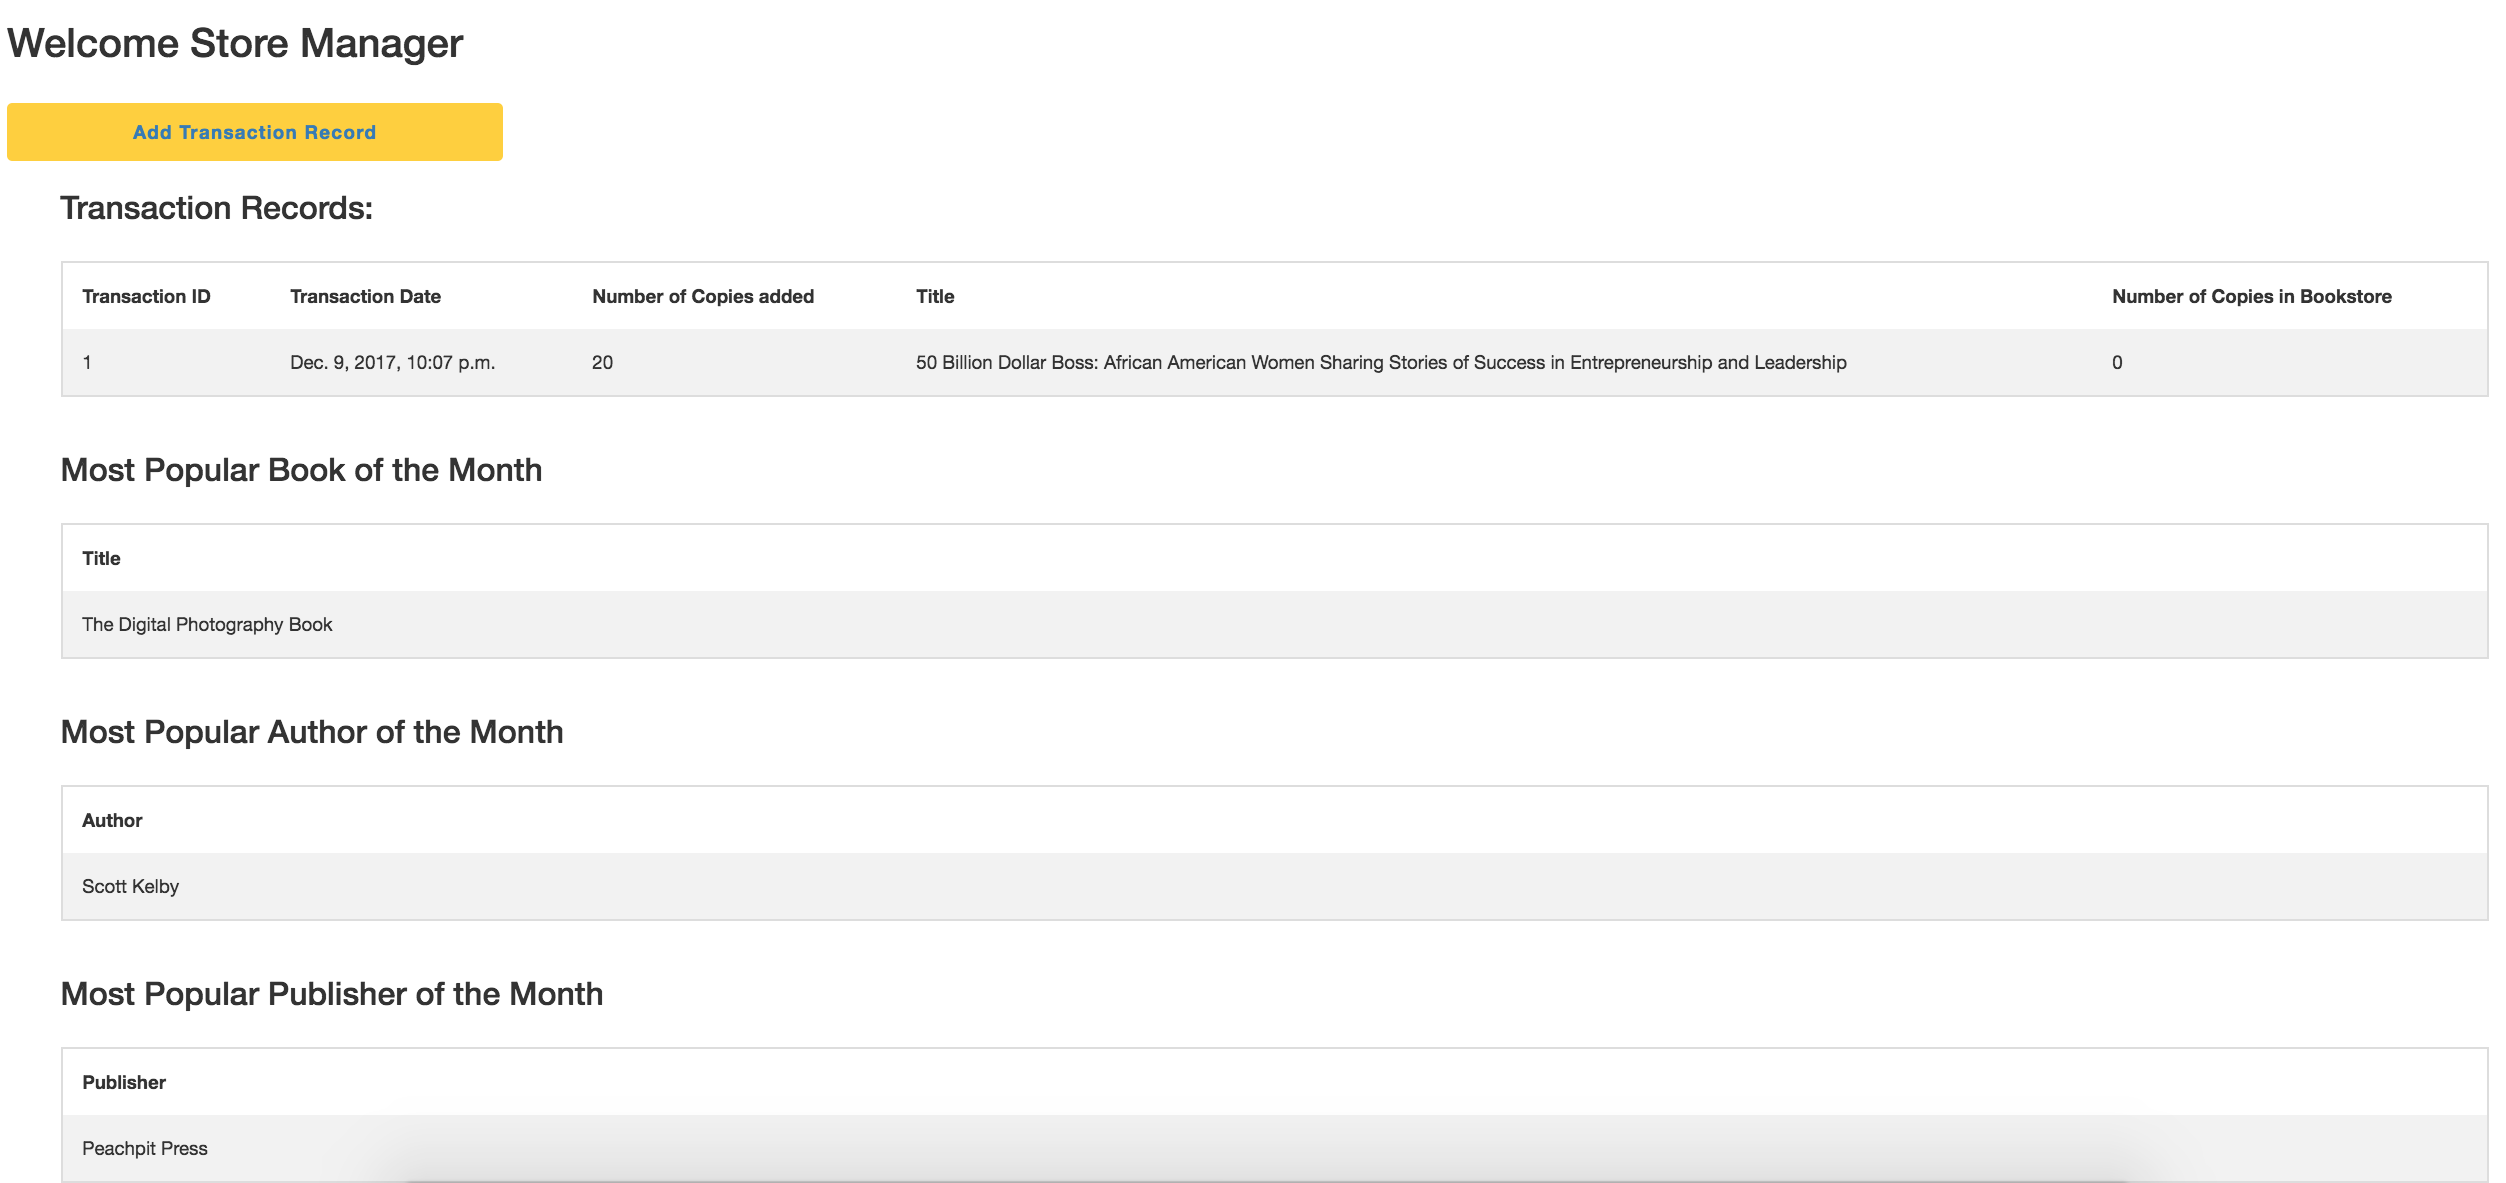 Welcome Store Manager
Add Transaction Record
Transaction Records:
Transaction ID Transaction Date Number of Copies added Title Number of Copies in Bookstore
1 Dec. 9, 2017, 10:07 p.m. 20 50 Billion Dollar Boss: African American Women Sharing Stories of Success in Entrepreneurship and Leadership 0
Most Popular Book of the Month
Title
The Digital Photography Book
Most Popular Author of the Month
Author
Scott Kelby
Most Popular Publisher of the Month
Publisher
Peachpit Press